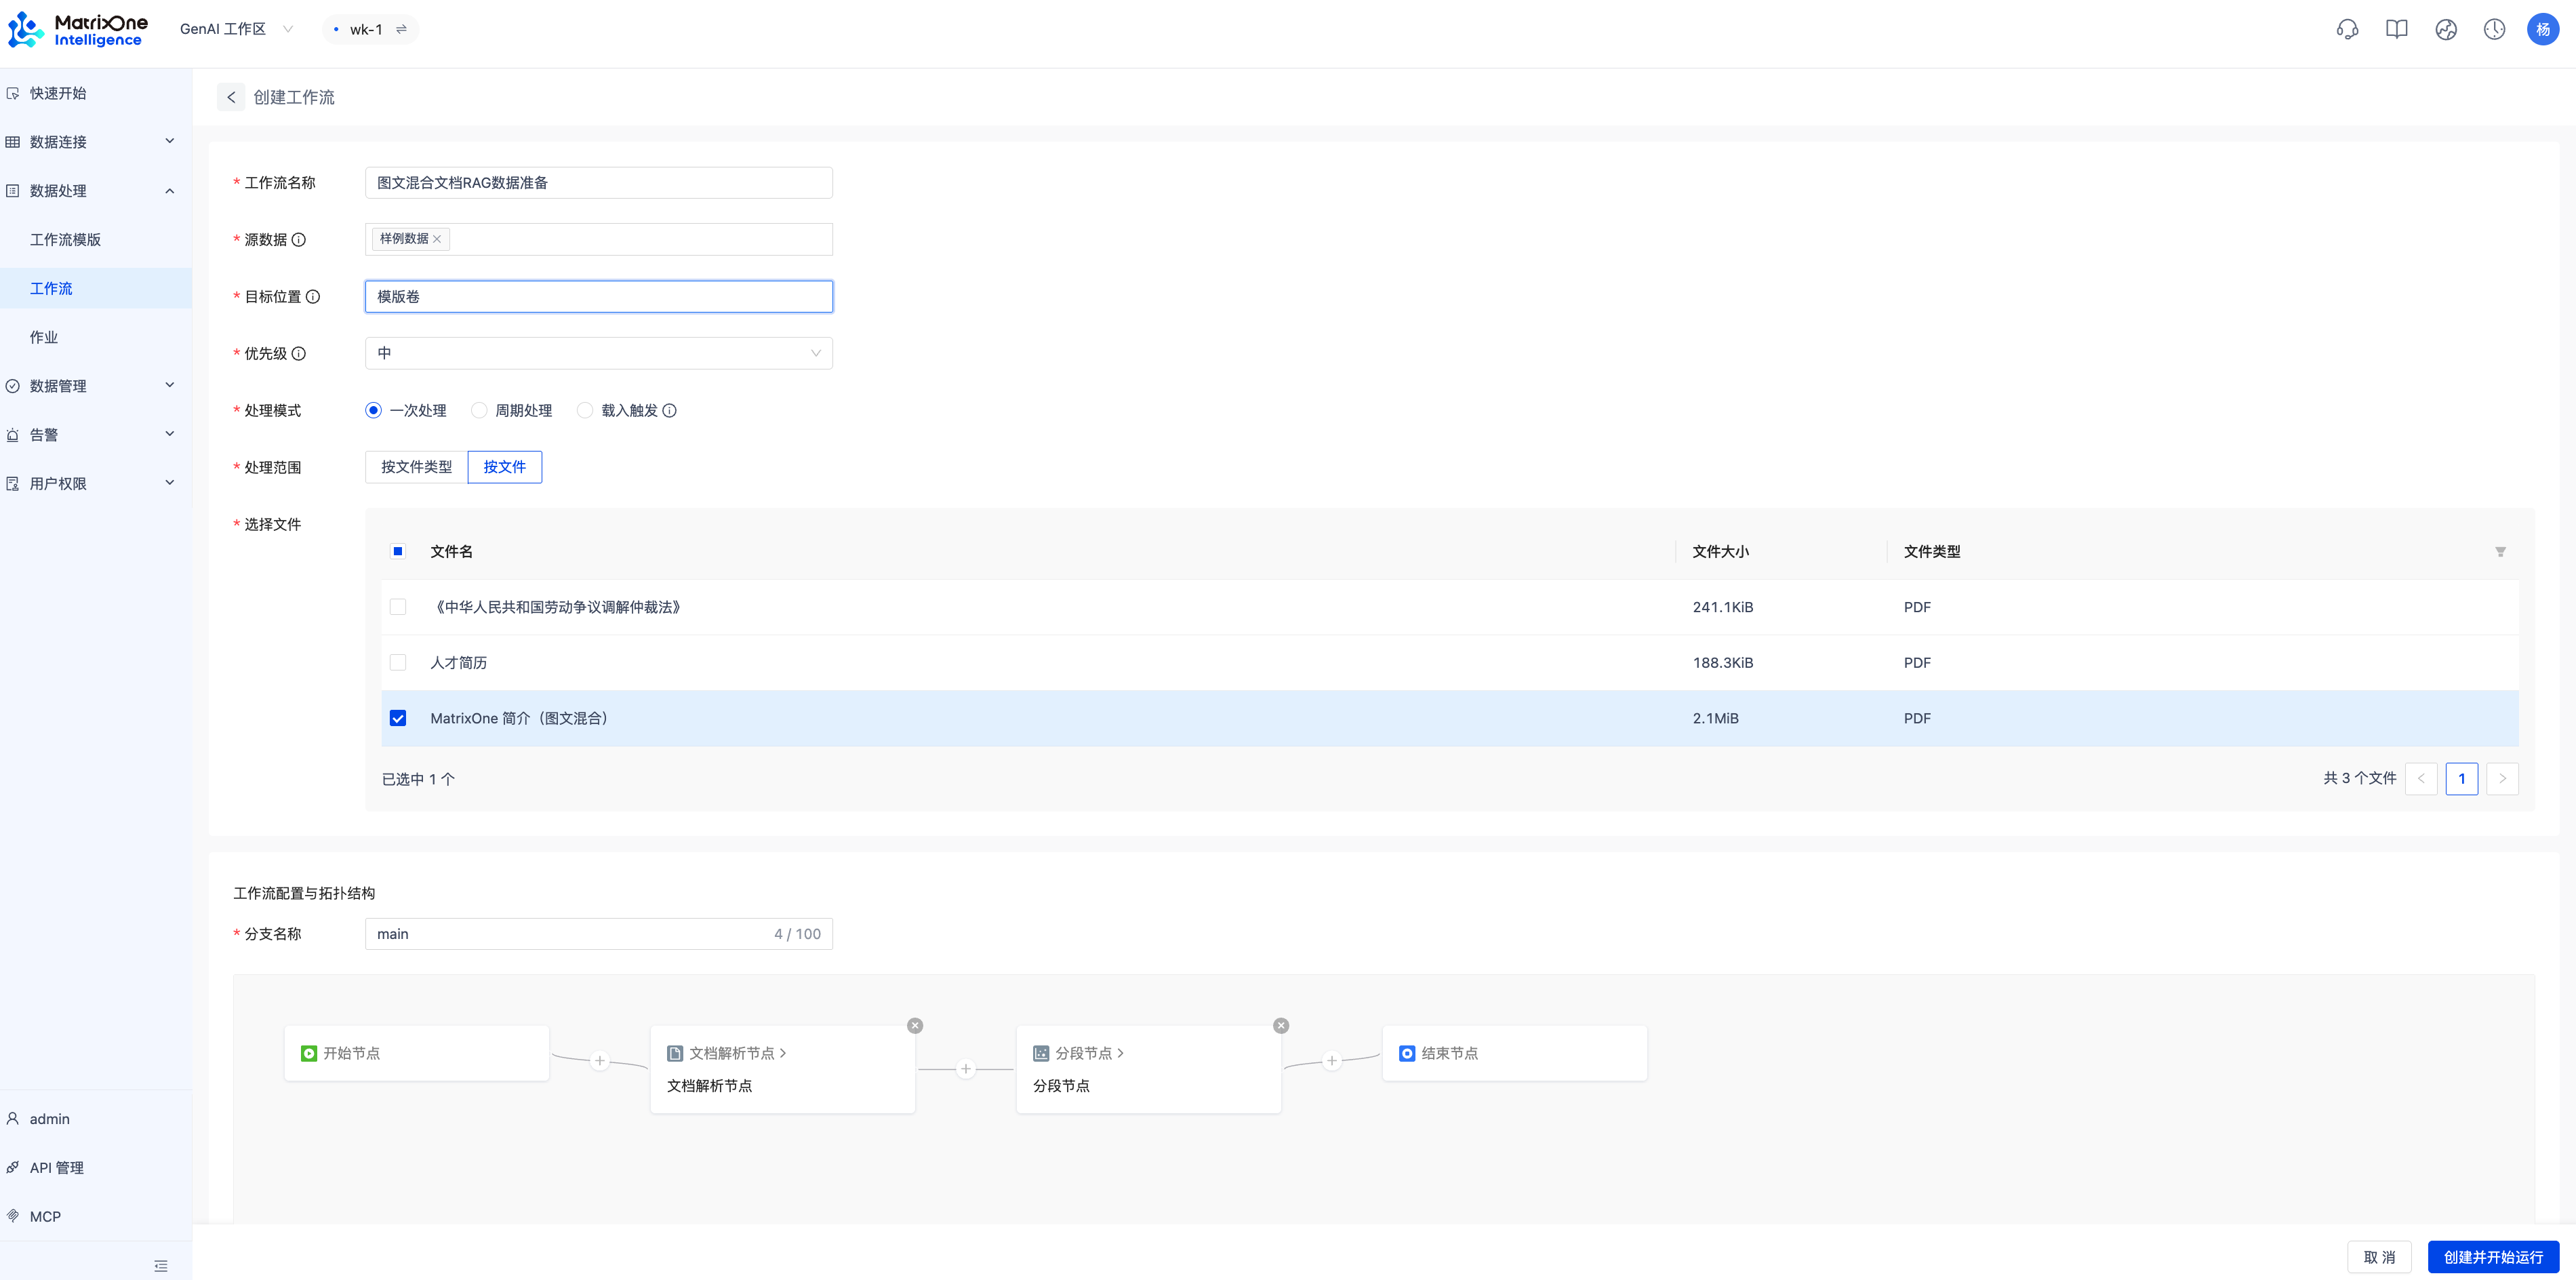 MatrixOne
Intelligence
GenAI 工作区
wk-1
杨
快速开始
数据连接
数据处理
工作流模版
工作流
作业
数据管理
告警
用户权限
admin
API 管理
MCP
创建工作流
* 工作流名称
图文混合文档RAG数据准备
* 源数据
样例数据
* 目标位置
模版卷
* 优先级
中
* 处理模式
一次处理 周期处理 载入触发
* 处理范围
按文件类型 按文件
* 选择文件
文件名 文件大小 文件类型
《中华人民共和国劳动争议调解仲裁法》 241.1KiB PDF
人才简历 188.3KiB PDF
MatrixOne 简介（图文混合） 2.1MiB PDF
已选中 1 个
共 3 个文件 1
工作流配置与拓扑结构
* 分支名称
main 4 / 100
开始节点
文档解析节点
文档解析节点
分段节点
分段节点
结束节点
取 消
创建并开始运行